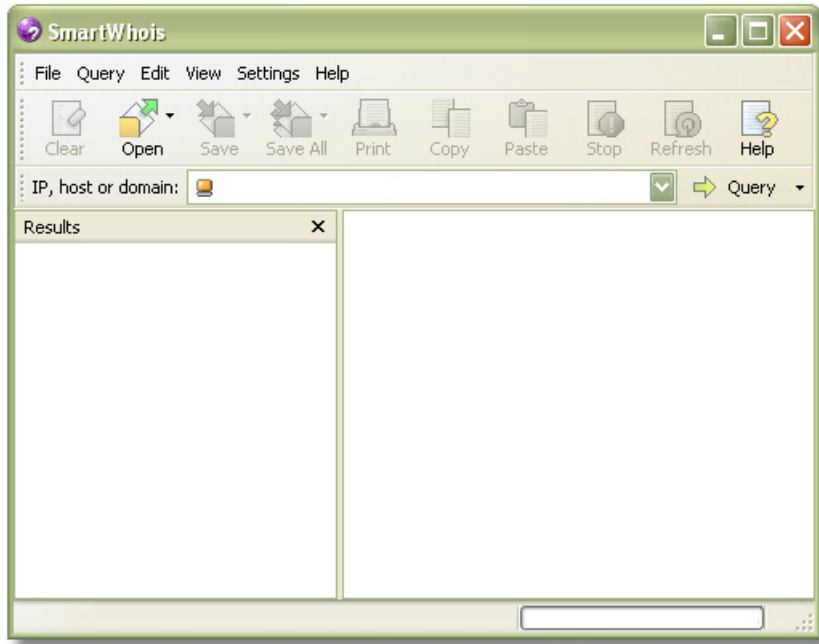 SmartWhois
File Query Edit View Settings Help
Clear Open Save Save All Print Copy Paste Stop Refresh Help
IP, host or domain: Query
Results